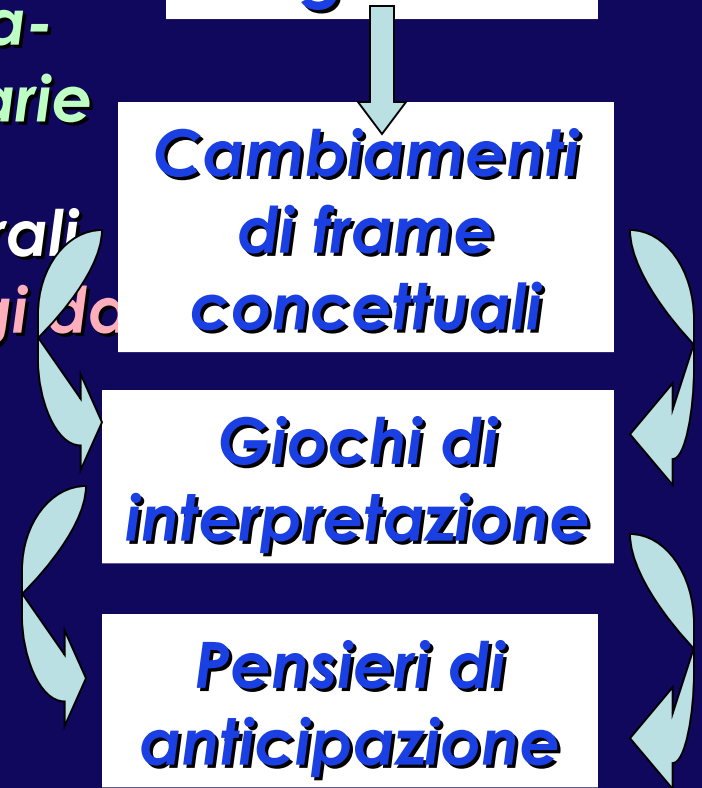 Cambiamenti
di frame
concettuali
Giochi di
interpretazione
Pensieri di
anticipazione